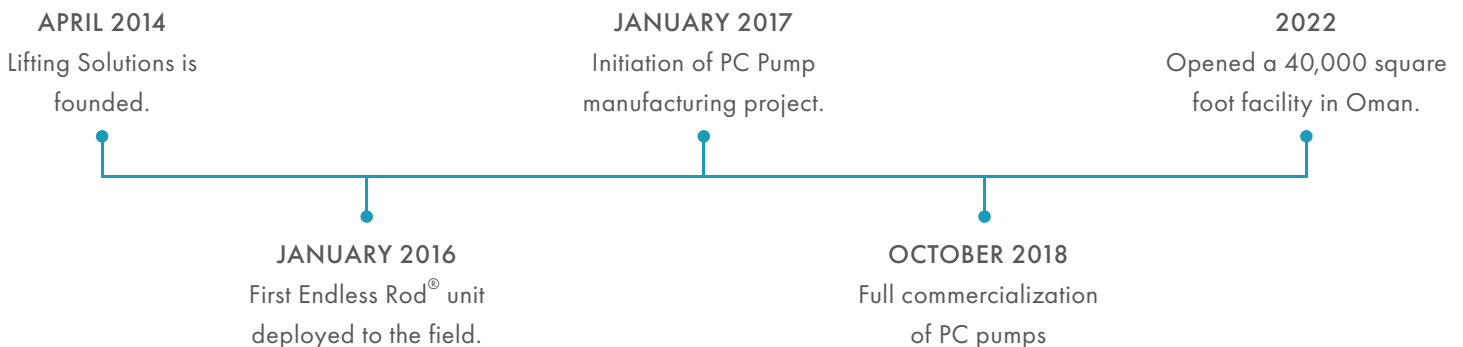 APRIL 2014
Lifting Solutions is
founded.
JANUARY 2016
First Endless Rod® unit
deployed to the field.
JANUARY 2017
Initiation of PC Pump
manufacturing project.
OCTOBER 2018
Full commercialization
of PC pumps
2022
Opened a 40,000 square
foot facility in Oman.